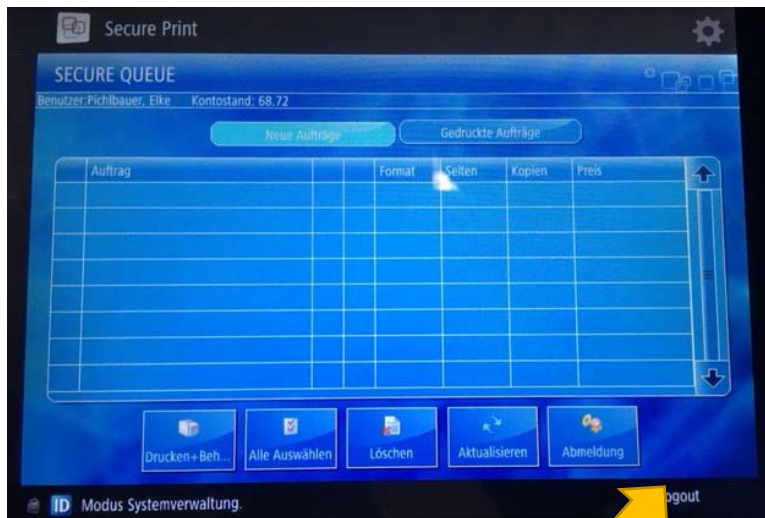 Secure Print
SECURE QUEUE
Benutzer:Pichlbauer, Elke Kontostand: 68.72
Neue Aufträge Gedruckte Aufträge
Auftrag Format Seiten Kopien Preis
Drucken+Beh... Alle Auswählen Löschen Aktualisieren Abmeldung
ID Modus Systemverwaltung. ogout